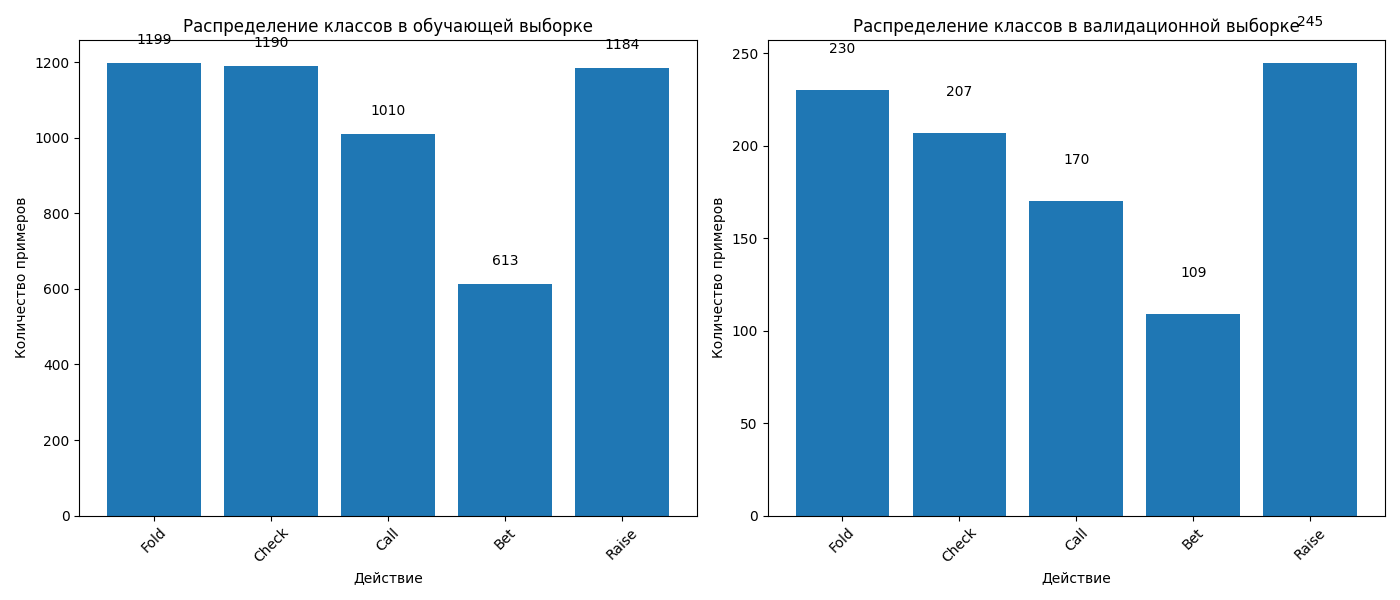 Распределение классов в обучающей выборке
1199
1190
1010
613
1184
1200
1000
800
600
400
200
0
Количество примеров
Fold
Check
Call
Bet
Raise
Действие
Распределение классов в валидационной выборке
230
207
170
109
245
250
200
150
100
50
0
Количество примеров
Fold
Check
Call
Bet
Raise
Действие